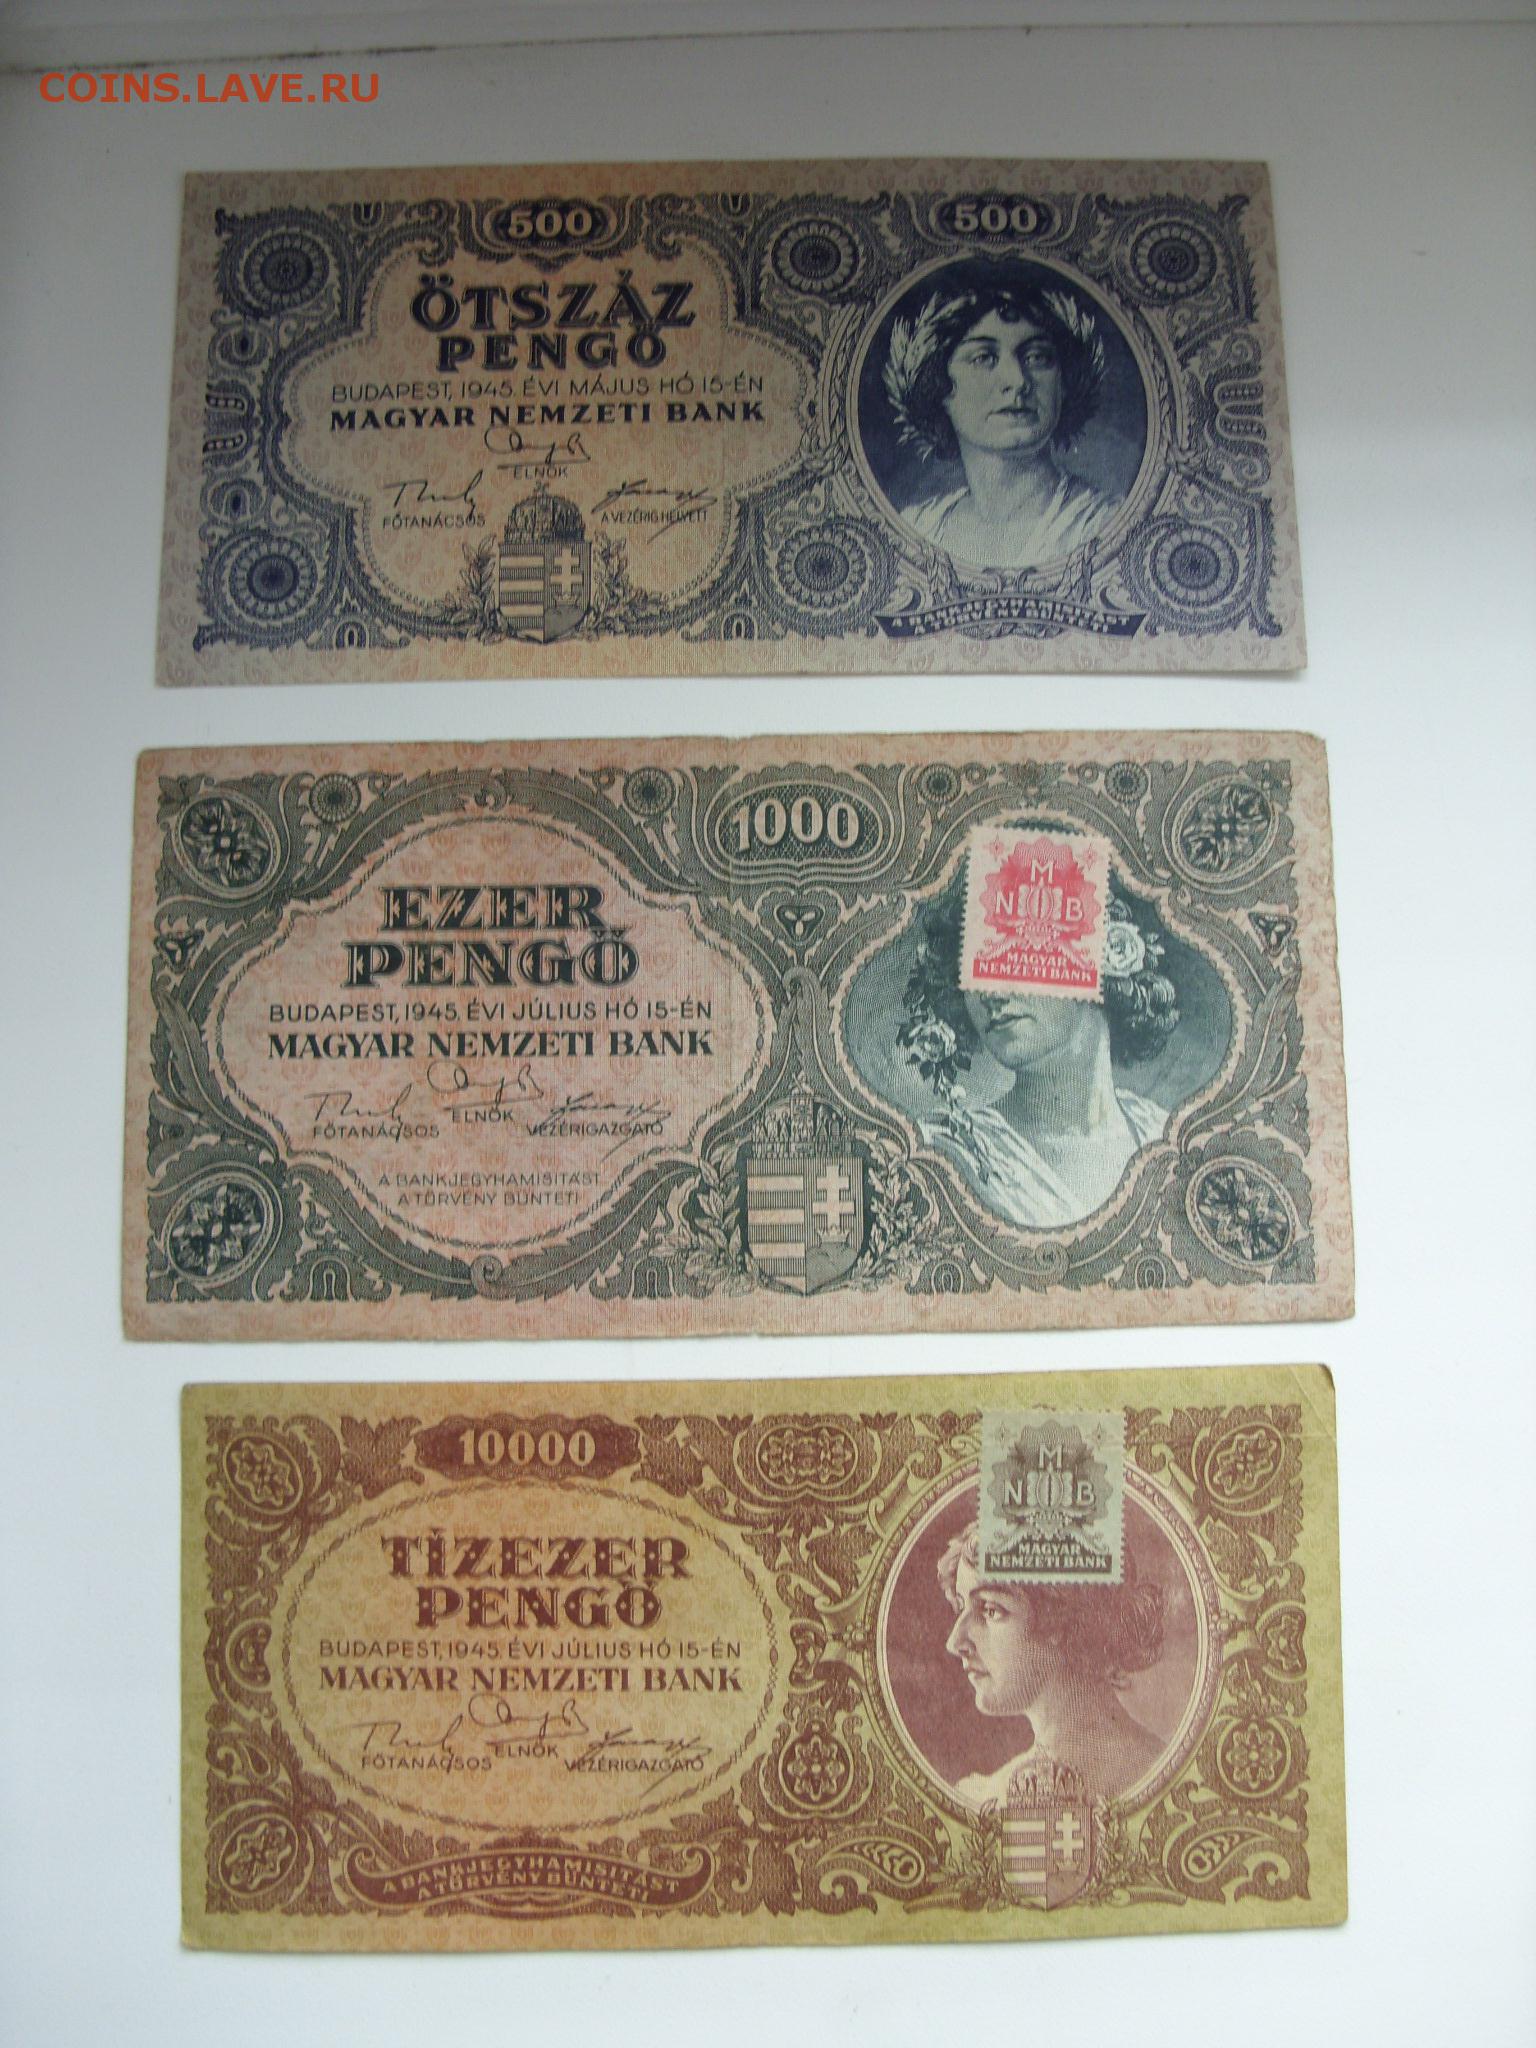 COINS.LAVE.RU
500 500
ÖTSZÁZ
PENGŐ
BUDAPEST, 1945. ÉVI MÁJUS HÓ 15-ÉN
MAGYAR NEMZETI BANK
ELNÖK
FŐTANÁCSOS A VEZÉRIG. HELYETT
A BANKJEGYHAMISITÁST
A TÖRVÉNY BÜNTETI
1000
EZER
PENGŐ
BUDAPEST, 1945. ÉVI JÚLIUS HÓ 15-ÉN
MAGYAR NEMZETI BANK
ELNÖK
FŐTANÁCSOS VEZÉRIGAZGATÓ
A BANKJEGYHAMISITÁST
A TÖRVÉNY BÜNTETI
M
N B
MAGYAR
NEMZETI BANK
10000
TÍZEZER
PENGŐ
BUDAPEST, 1945. ÉVI JÚLIUS HÓ 15-ÉN
MAGYAR NEMZETI BANK
ELNÖK
FŐTANÁCSOS VEZÉRIGAZGATÓ
A BANKJEGYHAMISITÁST
A TÖRVÉNY BÜNTETI
M
N B
MAGYAR
NEMZETI BANK